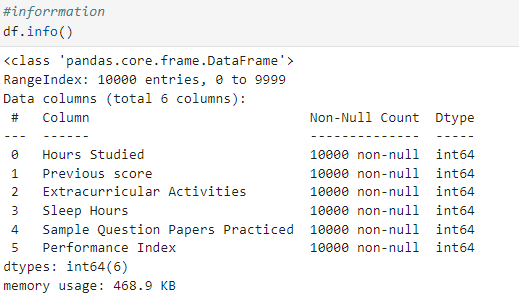 #inforrmation
df.info()
<class 'pandas.core.frame.DataFrame'>
RangeIndex: 10000 entries, 0 to 9999
Data columns (total 6 columns):
 #   Column                            Non-Null Count  Dtype
---  ------                            --------------  -----
 0   Hours Studied                     10000 non-null  int64
 1   Previous score                    10000 non-null  int64
 2   Extracurricular Activities        10000 non-null  int64
 3   Sleep Hours                       10000 non-null  int64
 4   Sample Question Papers Practiced  10000 non-null  int64
 5   Performance Index                 10000 non-null  int64
dtypes: int64(6)
memory usage: 468.9 KB